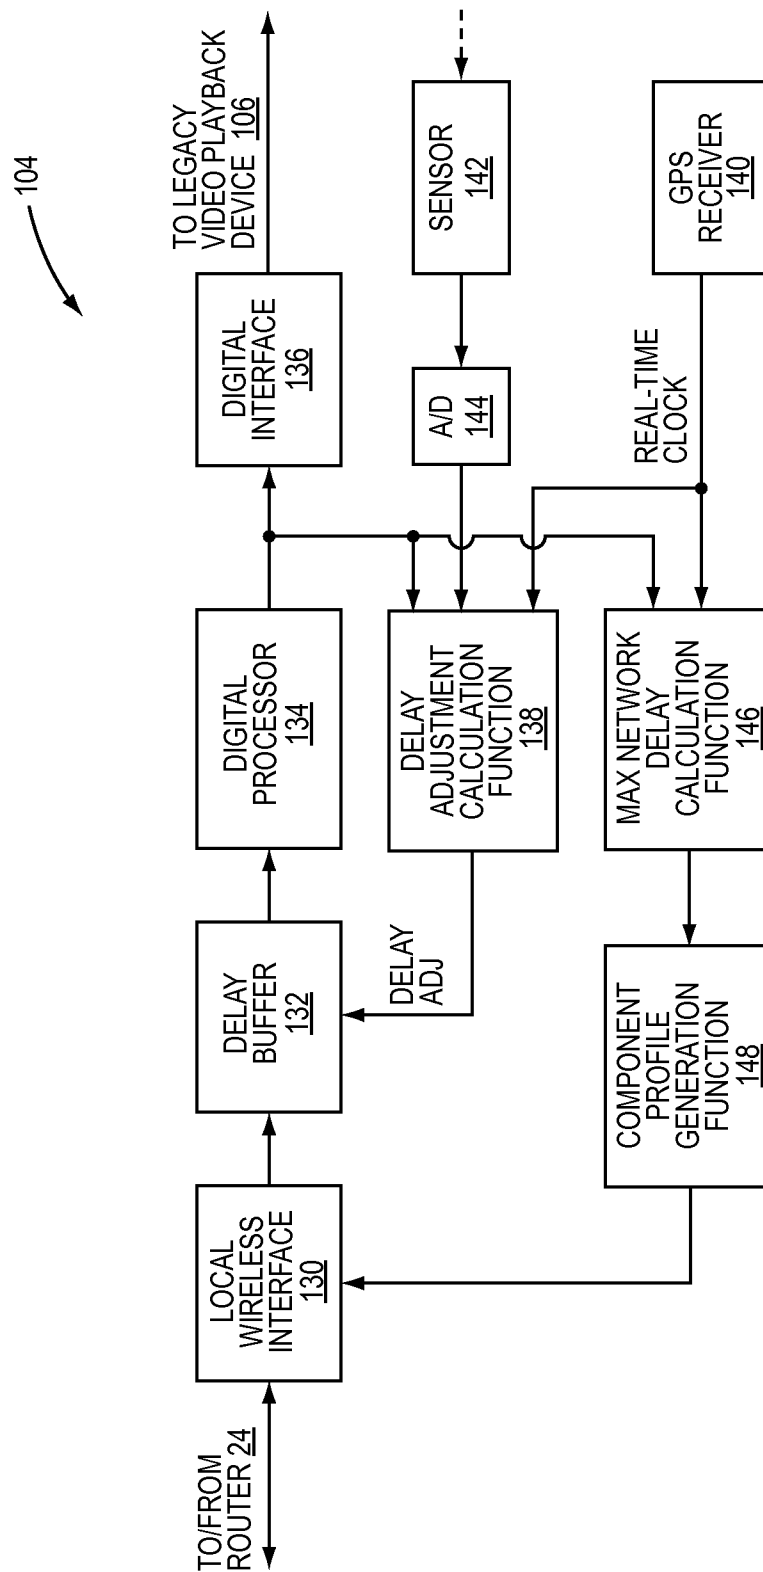 104
TO/FROM
ROUTER 24
LOCAL
WIRELESS
INTERFACE
130
DELAY
BUFFER
132
DIGITAL
PROCESSOR
134
DIGITAL
INTERFACE
136
TO LEGACY
VIDEO PLAYBACK
DEVICE 106
DELAY
ADJ
DELAY
ADJUSTMENT
CALCULATION
FUNCTION
138
A/D
144
SENSOR
142
COMPONENT
PROFILE
GENERATION
FUNCTION
148
MAX NETWORK
DELAY
CALCULATION
FUNCTION
146
REAL-TIME
CLOCK
GPS
RECEIVER
140